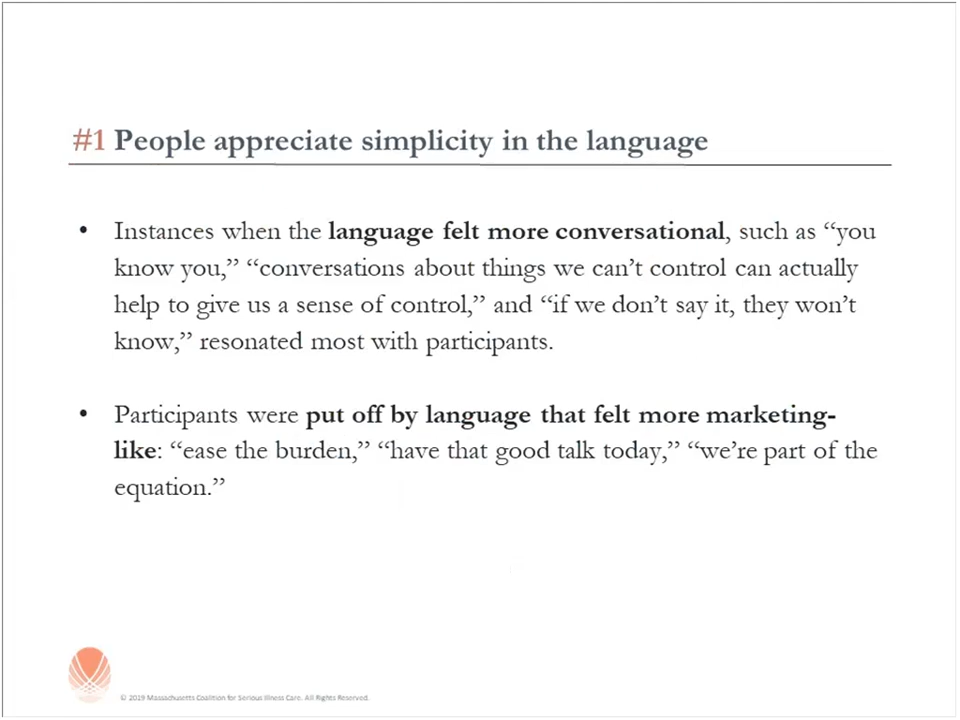 #1 People appreciate simplicity in the language
• Instances when the language felt more conversational, such as “you
know you,” “conversations about things we can’t control can actually
help to give us a sense of control,” and “if we don’t say it, they won’t
know,” resonated most with participants.
• Participants were put off by language that felt more marketing-
like: “ease the burden,” “have that good talk today,” “we’re part of the
equation.”
© 2019 Massachusetts Coalition for Serious Illness Care. All Rights Reserved.